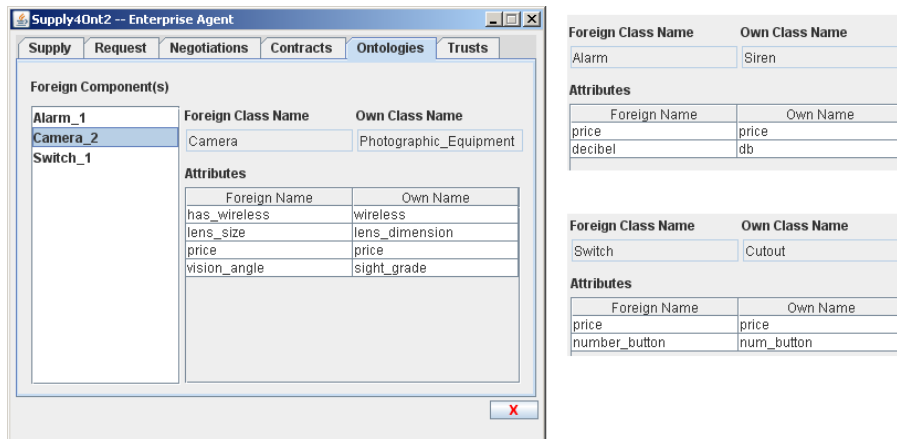 Supply4Ont2 -- Enterprise Agent
Supply Request Negotiations Contracts Ontologies Trusts
Foreign Component(s)
Alarm_1
Camera_2
Switch_1
Foreign Class Name Own Class Name
Camera Photographic_Equipment
Attributes
Foreign Name Own Name
has_wireless wireless
lens_size lens_dimension
price price
vision_angle sight_grade
X
Foreign Class Name Own Class Name
Alarm Siren
Attributes
Foreign Name Own Name
price price
decibel db
Foreign Class Name Own Class Name
Switch Cutout
Attributes
Foreign Name Own Name
price price
number_button num_button